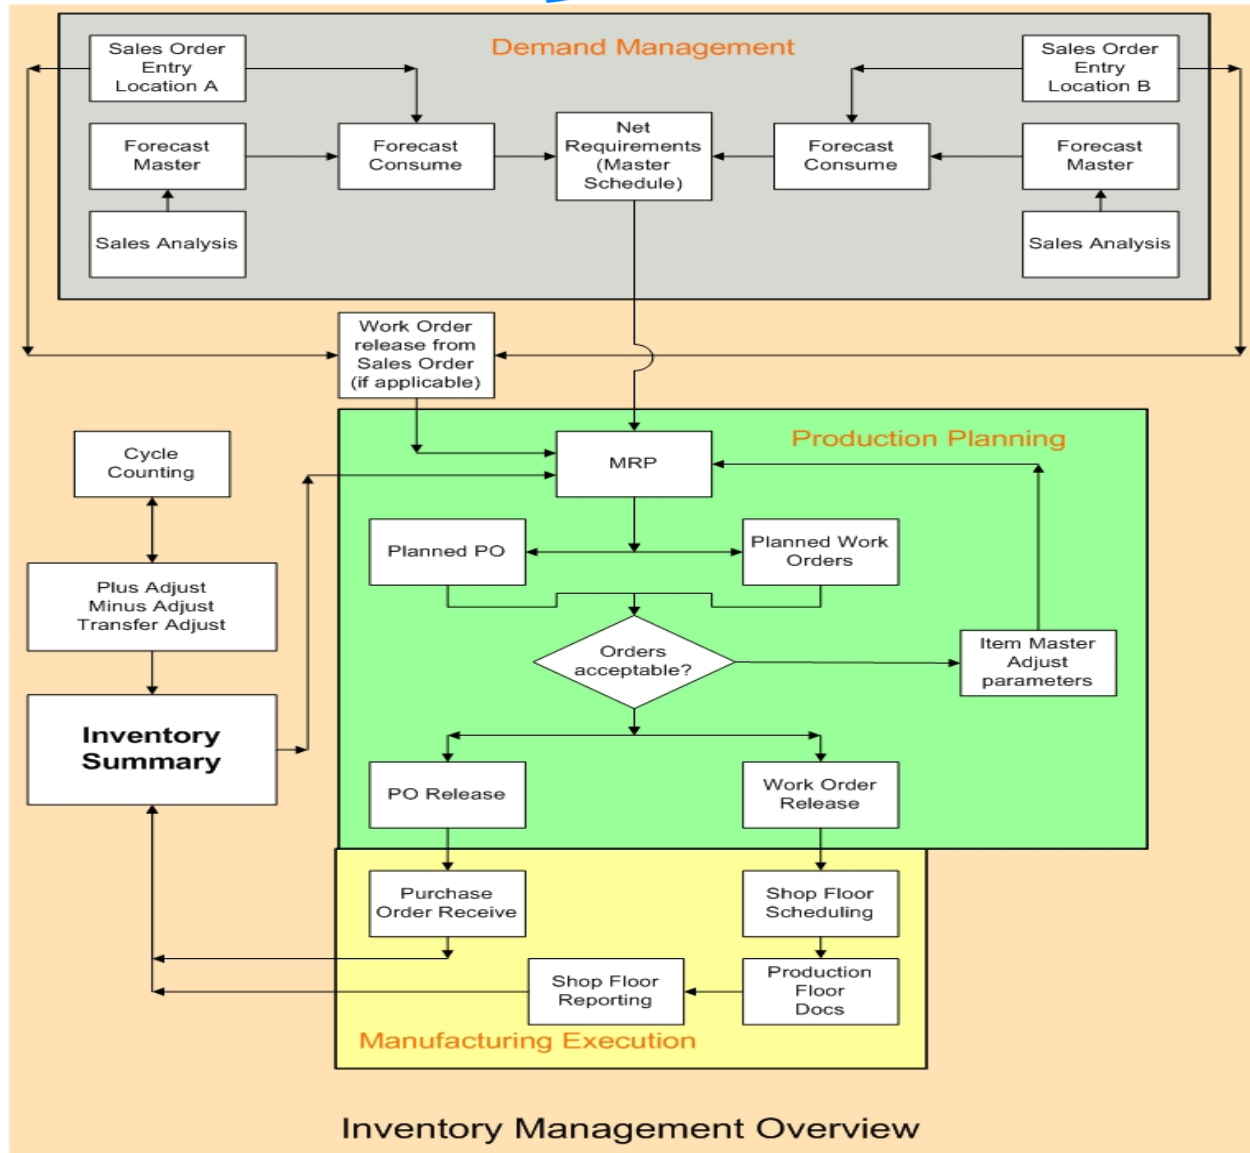 Demand Management
Sales Order
Entry
Location A
Sales Order
Entry
Location B
Forecast
Master
Forecast
Consume
Net
Requirements
(Master
Schedule)
Forecast
Consume
Forecast
Master
Sales Analysis
Sales Analysis
Work Order
release from
Sales Order
(if applicable)
Production Planning
Cycle
Counting
MRP
Planned PO
Planned Work
Orders
Plus Adjust
Minus Adjust
Transfer Adjust
Orders
acceptable?
Item Master
Adjust
parameters
Inventory
Summary
PO Release
Work Order
Release
Purchase
Order Receive
Shop Floor
Scheduling
Shop Floor
Reporting
Production
Floor
Docs
Manufacturing Execution
Inventory Management Overview